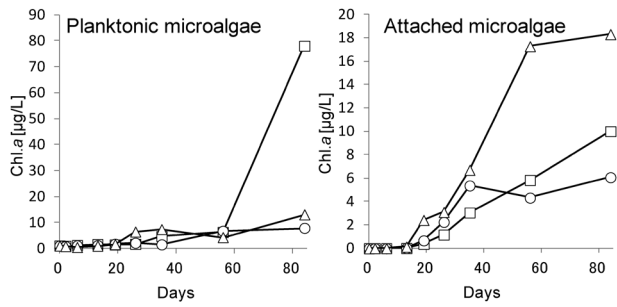 Planktonic microalgae
Chl.a [µg/L]
90
80
70
60
50
40
30
20
10
0
0 20 40 60 80
Days
Attached microalgae
Chl.a [µg/L]
20
18
16
14
12
10
8
6
4
2
0
0 20 40 60 80
Days